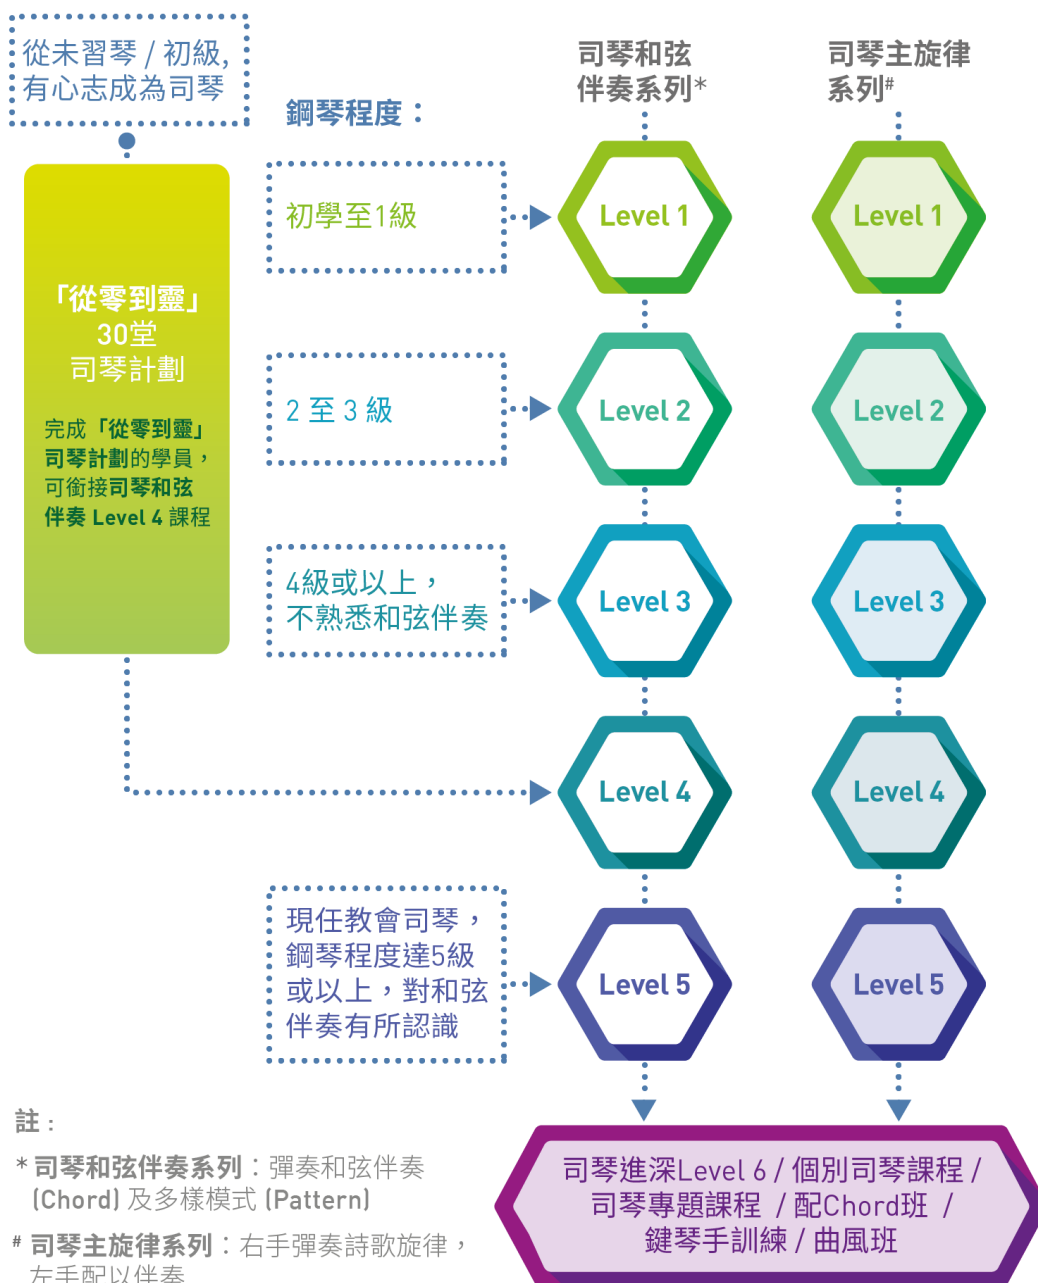 從未習琴 / 初級,
有心志成為司琴
鋼琴程度：
司琴和弦
伴奏系列*
司琴主旋律
系列#
「從零到靈」
30堂
司琴計劃
完成「從零到靈」
司琴計劃的學員，
可銜接司琴和弦
伴奏 Level 4 課程
初學至1級
Level 1
Level 1
2 至 3 級
Level 2
Level 2
4級或以上，
不熟悉和弦伴奏
Level 3
Level 3
Level 4
Level 4
現任教會司琴，
鋼琴程度達5級
或以上，對和弦
伴奏有所認識
Level 5
Level 5
司琴進深Level 6 / 個別司琴課程 /
司琴專題課程 / 配Chord班 /
鍵琴手訓練 / 曲風班
註：
* 司琴和弦伴奏系列：彈奏和弦伴奏
(Chord) 及多樣模式 (Pattern)
# 司琴主旋律系列：右手彈奏詩歌旋律，
左手配以伴奏